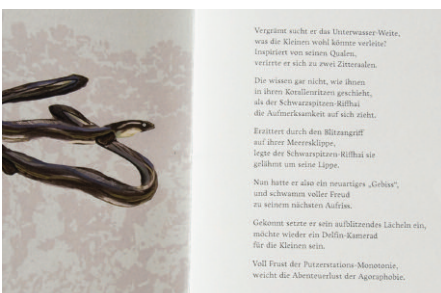 Vergrämt sucht er das Unterwasser-Weite,
was die Kleinen wohl könnte verleite!
Inspiriert von seinen Qualen,
verirrte er sich zu zwei Zitteraalen.
Die wissen gar nicht, wie ihnen
in ihren Korallenritzen geschieht,
als der Schwarzspitzen-Riffhai
die Aufmerksamkeit auf sich zieht.
Erzittert durch den Blitzangriff
auf ihrer Meeresklippe,
legte der Schwarzspitzen-Riffhai sie
gelähmt um seine Lippe.
Nun hatte er also ein neuartiges „Gebiss“,
und schwamm voller Freud
zu seinem nächsten Aufriss.
Gekonnt setzte er sein aufblitzendes Lächeln ein,
möchte wieder ein Delfin-Kamerad
für die Kleinen sein.
Voll Frust der Putzerstations-Monotonie,
weicht die Abenteuerlust der Agoraphobie.